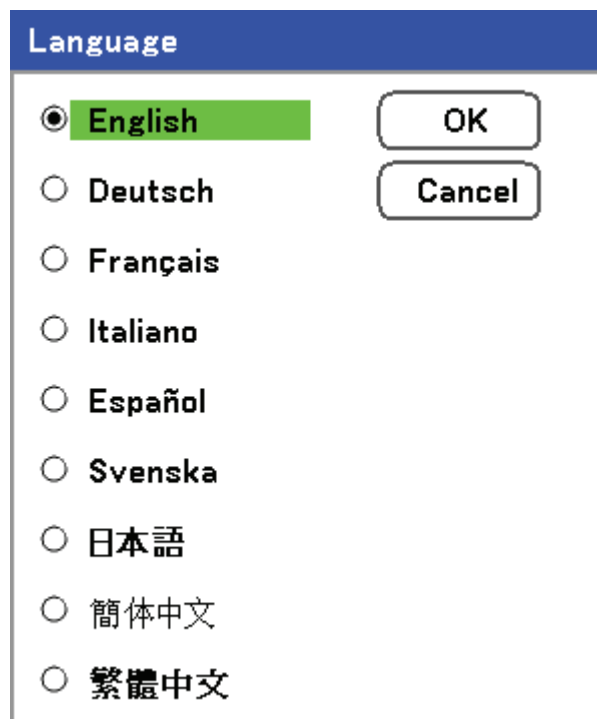 Language
English OK
Deutsch Cancel
Français
Italiano
Español
Svenska
日本語
簡体中文
繁體中文